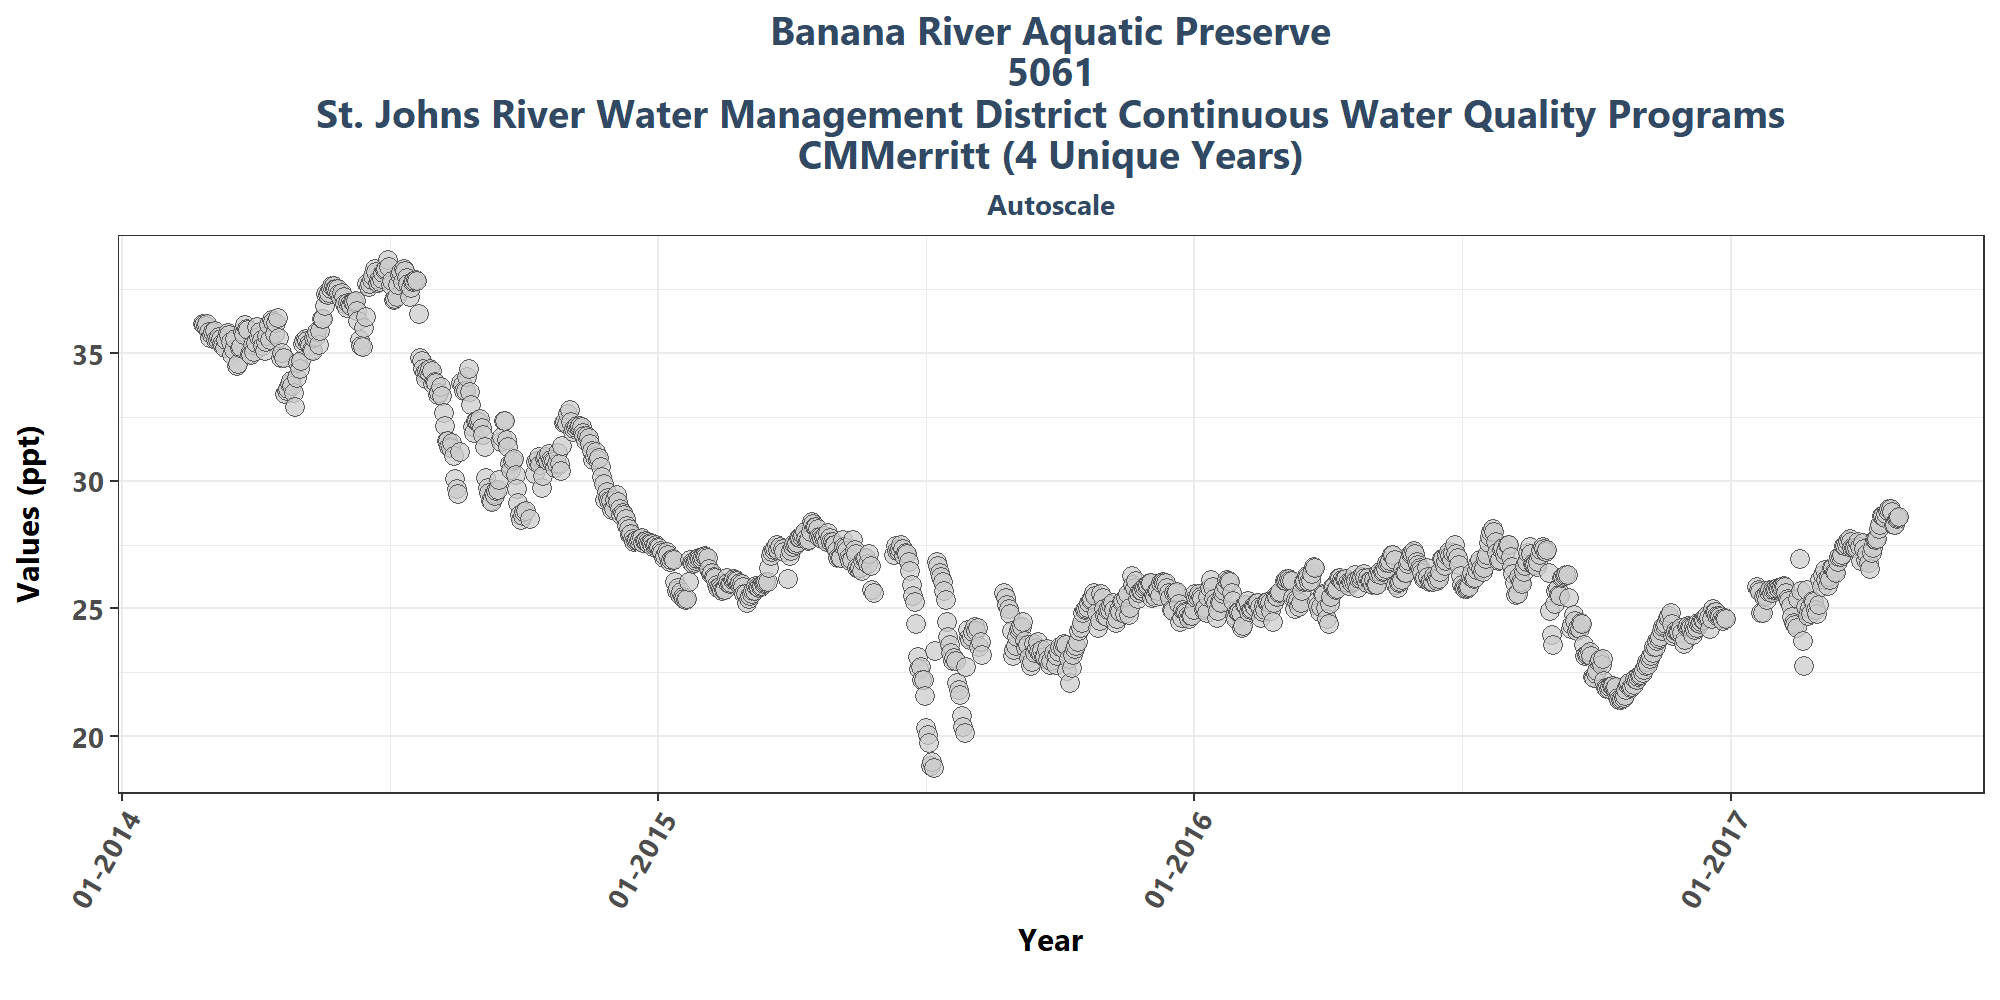 Banana River Aquatic Preserve
5061
St. Johns River Water Management District Continuous Water Quality Programs
CMMerritt (4 Unique Years)
Autoscale
Values (ppt)
35
30
25
20
01-2014
01-2015
01-2016
01-2017
Year